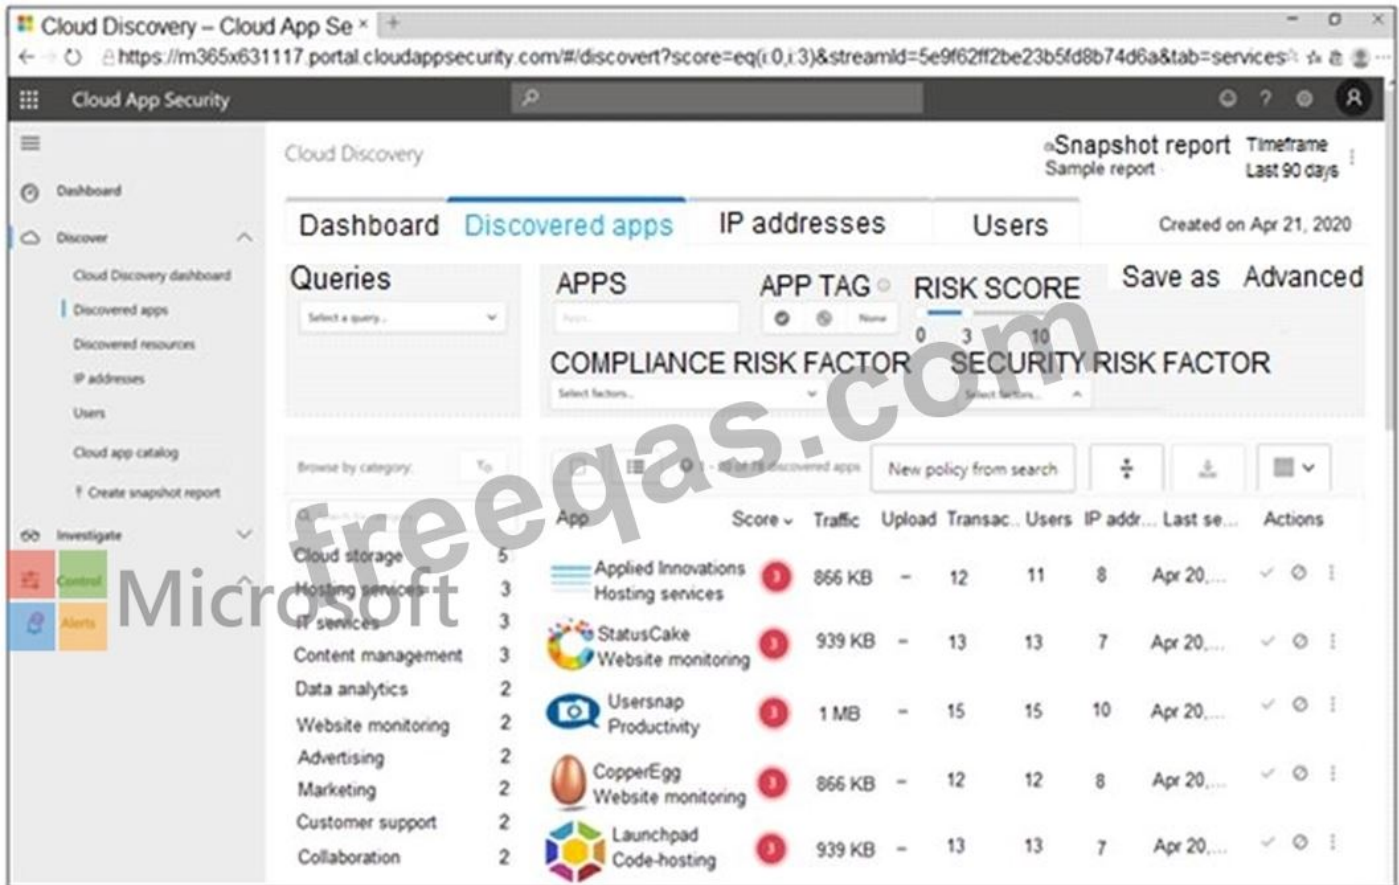 Cloud Discovery – Cloud App Se × +
https://m365x631117.portal.cloudappsecurity.com/#/discovert?score=eq(i:0,i:3)&streamId=5e9f62ff2be23b5fd8b74d6a&tab=services
Cloud App Security ?
Cloud Discovery
Snapshot report
Sample report
Timeframe
Last 90 days
Dashboard
Discover
Cloud Discovery dashboard
Discovered apps
Discovered resources
IP addresses
Users
Cloud app catalog
Create snapshot report
Investigate
Control
Alerts
Dashboard Discovered apps IP addresses Users Created on Apr 21, 2020
Queries
Select a query...
APPS
Apps...
APP TAG
None
RISK SCORE
0 3 10
Save as Advanced
COMPLIANCE RISK FACTOR
Select factors...
SECURITY RISK FACTOR
Select factors...
Browse by category:
Cloud storage 5
Hosting services 3
IT services 3
Content management 3
Data analytics 2
Website monitoring 2
Advertising 2
Marketing 2
Customer support 2
Collaboration 2
discovered apps
New policy from search
App Score Traffic Upload Transac... Users IP addr... Last se... Actions
Applied Innovations
Hosting services
3 866 KB – 12 11 8 Apr 20,...
StatusCake
Website monitoring
3 939 KB – 13 13 7 Apr 20,...
Usersnap
Productivity
3 1 MB – 15 15 10 Apr 20,...
CopperEgg
Website monitoring
3 866 KB – 12 12 8 Apr 20,...
Launchpad
Code-hosting
3 939 KB – 13 13 7 Apr 20,...
Microsoft
freeqas.com